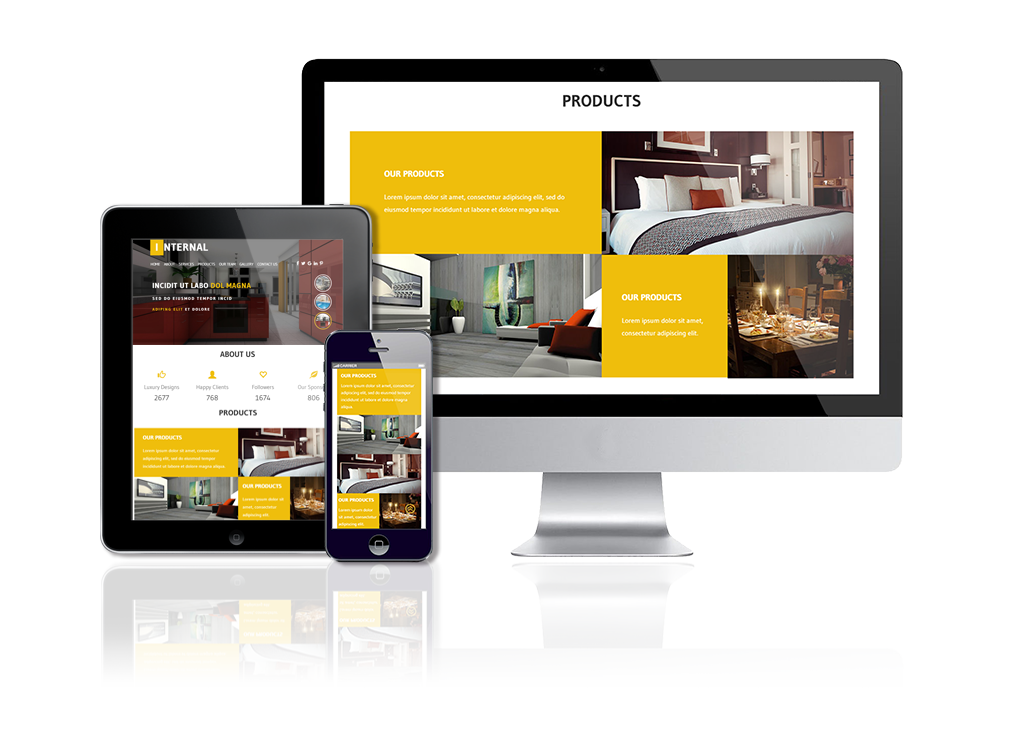 PRODUCTS
OUR PRODUCTS
Lorem ipsum dolor sit amet, consectetur adipiscing elit, sed do
eiusmod tempor incididunt ut labore et dolore magna aliqua.
OUR PRODUCTS
Lorem ipsum dolor sit amet,
consectetur adipiscing elit.
INTERNAL
HOME ABOUT SERVICES PRODUCTS OUR TEAM GALLERY CONTACT US
INCIDIT UT LABO DOL MAGNA
SED DO EIUSMOD TEMPOR INCID
ADIPING ELIT ET DOLORE
ABOUT US
Luxury Designs Happy Clients Followers Our Spons
2677 768 1674 806
PRODUCTS
OUR PRODUCTS
Lorem ipsum dolor sit amet, consectetur
adipiscing elit, sed do eiusmod tempor
incididunt ut labore et dolore magna aliqua.
OUR PRODUCTS
Lorem ipsum dolor sit
amet, consectetur
adipiscing elit.
CARRIER
OUR PRODUCTS
Lorem ipsum dolor sit amet,
consectetur adipiscing elit, sed do
eiusmod tempor incididunt ut
labore et dolore magna
aliqua.
OUR PRODUCTS
Lorem ipsum dolor
sit amet, consectetur
adipiscing elit.